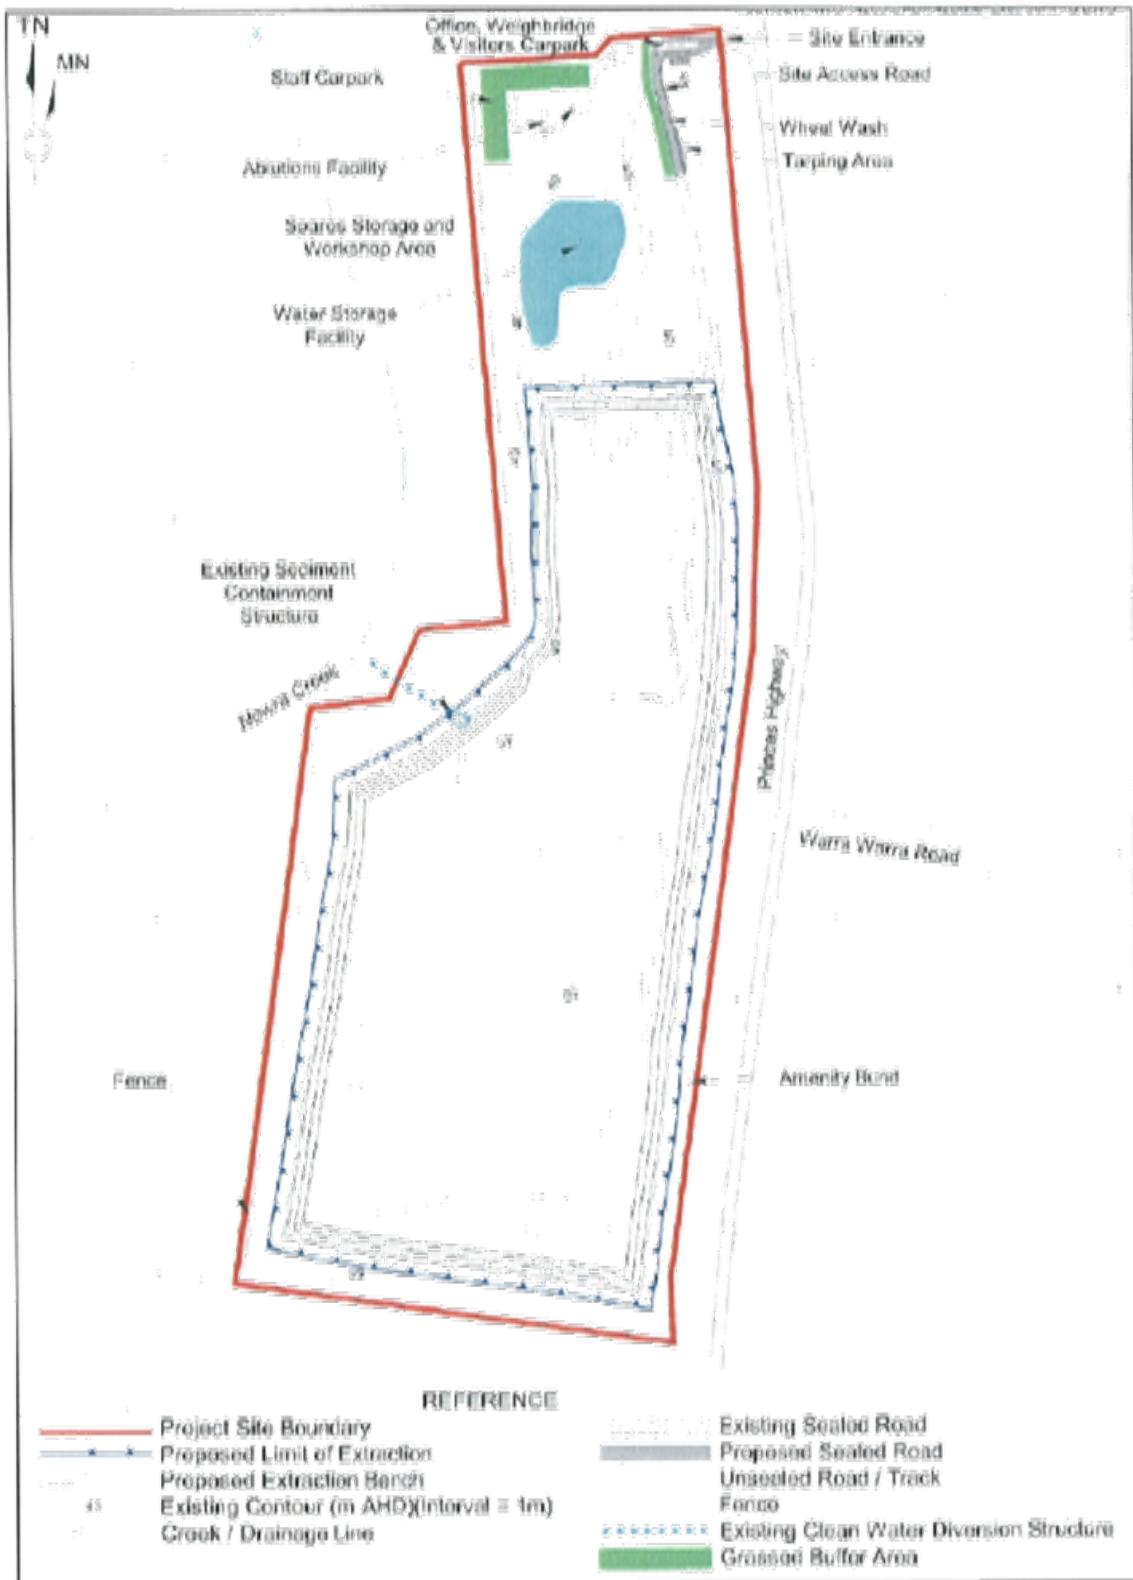 TN
MN
Office, Weighbridge
& Visitors Carpark
Site Entrance
Staff Carpark
Site Access Road
Wheel Wash
Tarping Area
Ablutions Facility
Spares Storage and
Workshop Area
Water Storage
Facility
Existing Sediment
Containment
Structure
Nowra Creek
Princes Highway
Warra Warra Road
Fence
Amenity Bund
REFERENCE
Project Site Boundary
Proposed Limit of Extraction
Proposed Extraction Bench
45 Existing Contour (m AHD)(Interval = 1m)
Creek / Drainage Line
Existing Sealed Road
Proposed Sealed Road
Unsealed Road / Track
Fence
Existing Clean Water Diversion Structure
Grassed Buffer Area